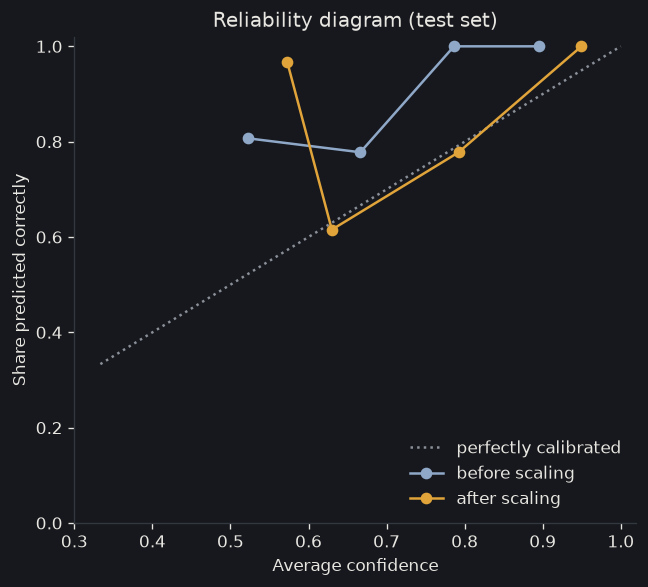 Reliability diagram (test set)
Share predicted correctly
1.0
0.8
0.6
0.4
0.2
0.0
perfectly calibrated
before scaling
after scaling
0.3 0.4 0.5 0.6 0.7 0.8 0.9 1.0
Average confidence